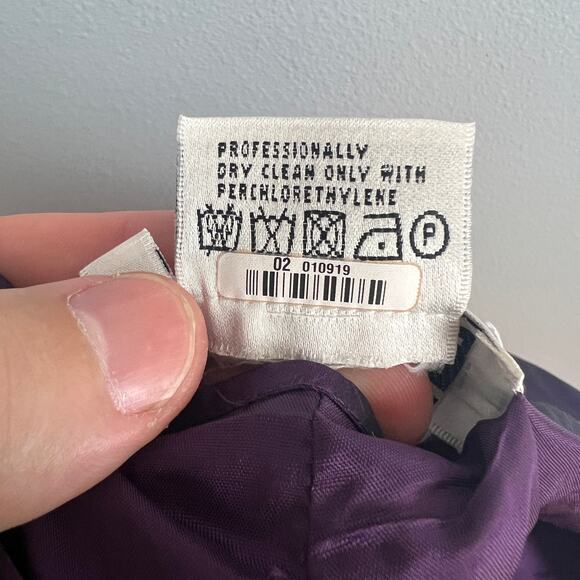 PROFESSIONALLY
DRY CLEAN ONLY WITH
PERCHLORETHYLENE
P
02 010919